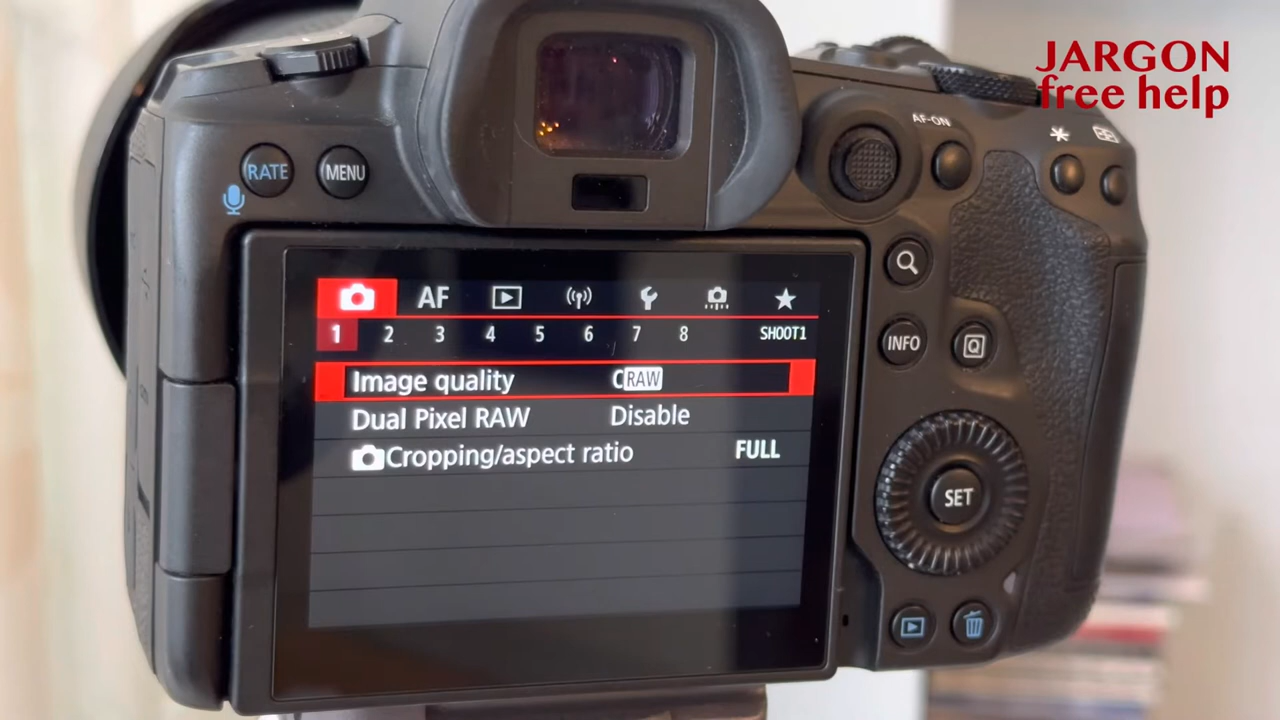 JARGON
free help
AF-ON
RATE
MENU
AF
1 2 3 4 5 6 7 8 SHOOT1
Image quality CRAW
Dual Pixel RAW Disable
Cropping/aspect ratio FULL
INFO
Q
SET